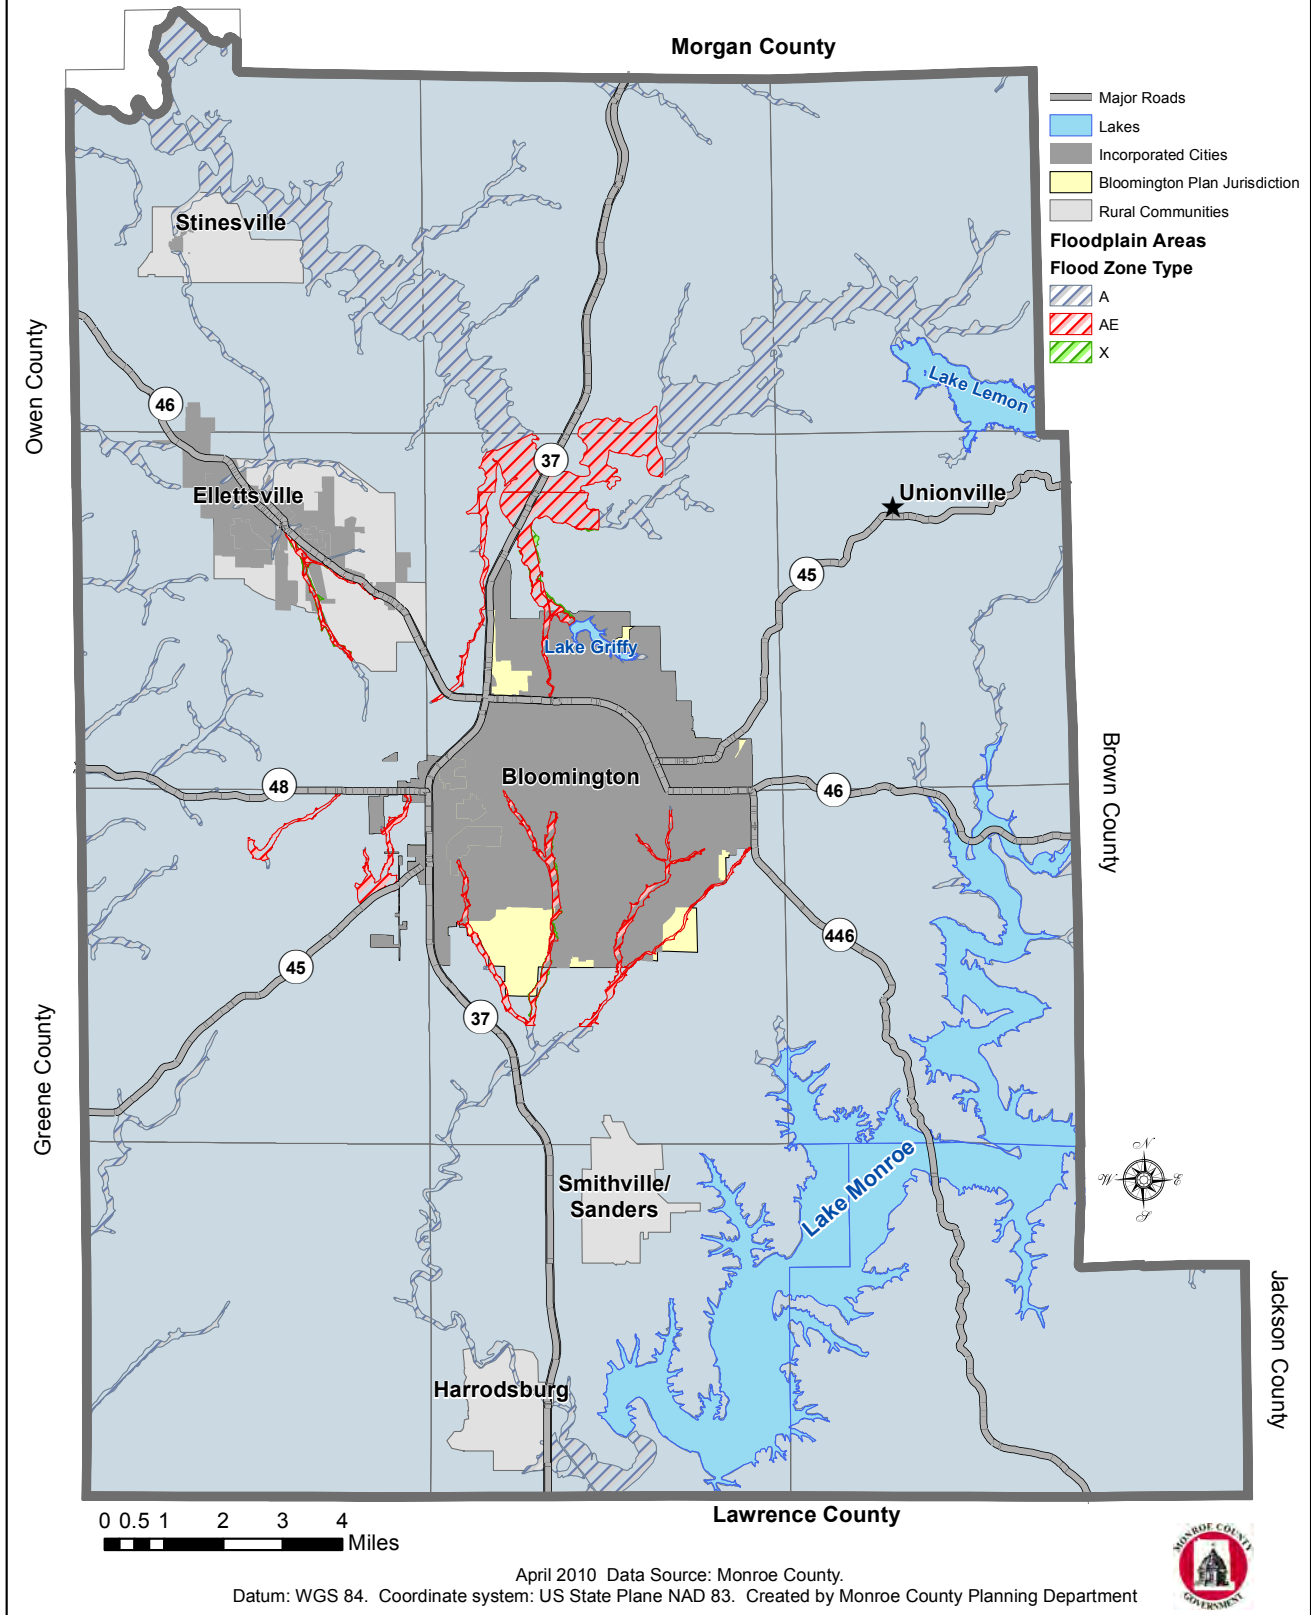 Morgan County
Major Roads
Lakes
Incorporated Cities
Bloomington Plan Jurisdiction
Rural Communities
Floodplain Areas
Flood Zone Type
A
AE
X
Stinesville
Owen County
46
Lake Lemon
37
Ellettsville
Unionville
45
Lake Griffy
Brown County
Bloomington
48
46
446
45
37
Greene County
N
W
E
S
Lake Monroe
Smithville/
Sanders
Jackson County
Harrodsburg
Lawrence County
0 0.5 1 2 3 4
Miles
MONROE COUNTY
GOVERNMENT
April 2010 Data Source: Monroe County.
Datum: WGS 84. Coordinate system: US State Plane NAD 83. Created by Monroe County Planning Department